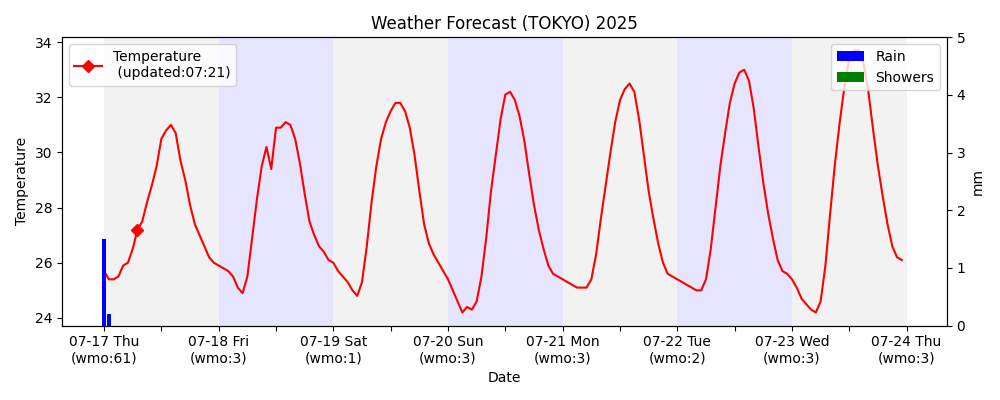 Weather Forecast (TOKYO) 2025
Temperature
(updated:07:21)
Rain
Showers
34
32
30
28
26
24
Temperature
5
4
3
2
1
0
mm
07-17 Thu
(wmo:61)
07-18 Fri
(wmo:3)
07-19 Sat
(wmo:1)
07-20 Sun
(wmo:3)
07-21 Mon
(wmo:3)
07-22 Tue
(wmo:2)
07-23 Wed
(wmo:3)
07-24 Thu
(wmo:3)
Date